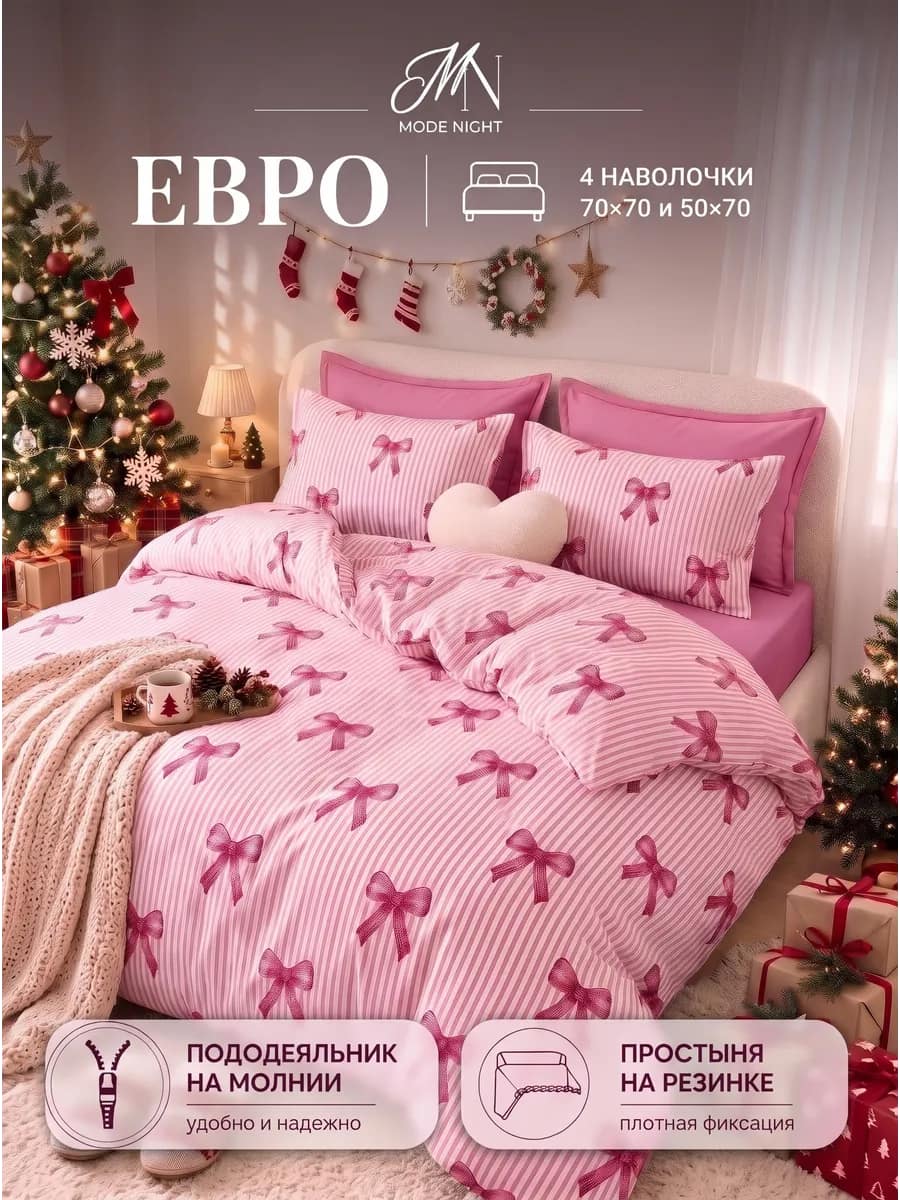 MN
MODE NIGHT
ЕВРО
4 НАВОЛОЧКИ
70×70 и 50×70
ПОДОДЕЯЛЬНИК
НА МОЛНИИ
удобно и надежно
ПРОСТЫНЯ
НА РЕЗИНКЕ
плотная фиксация